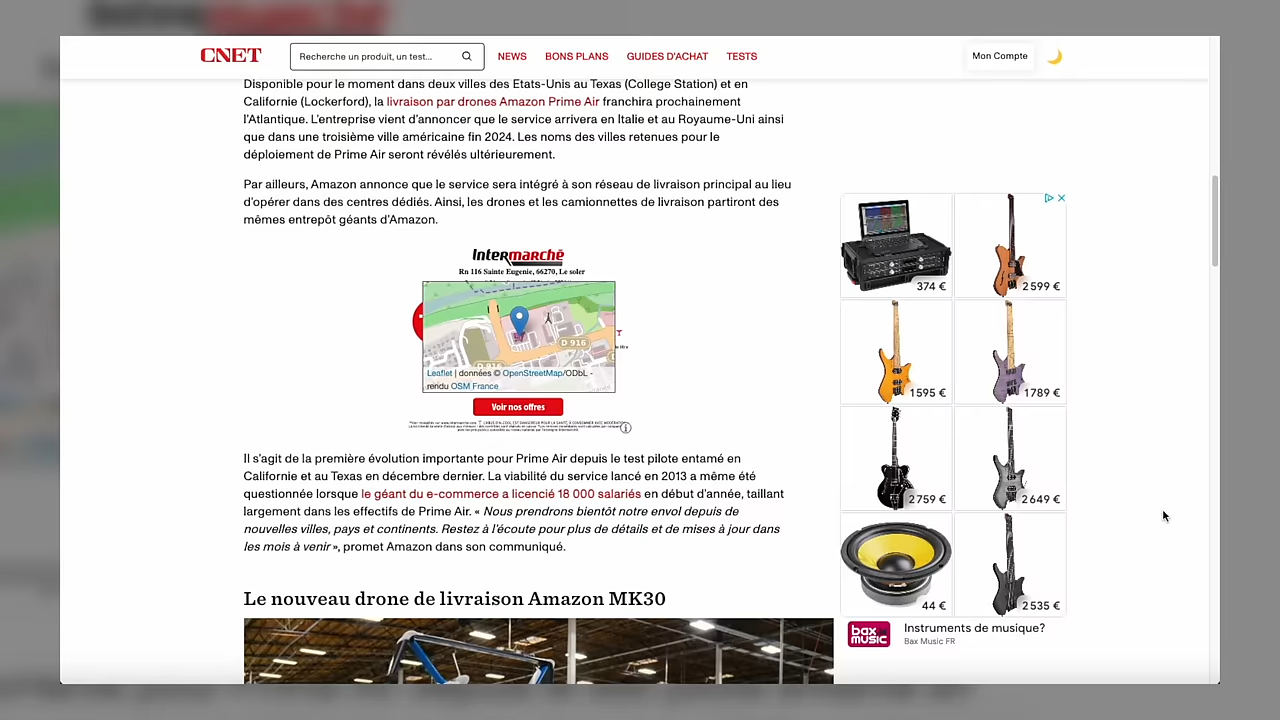 CNET
Recherche un produit, un test...
NEWS
BONS PLANS
GUIDES D'ACHAT
TESTS
Mon Compte
Disponible pour le moment dans deux villes des Etats-Unis au Texas (College Station) et en
Californie (Lockerford), la livraison par drones Amazon Prime Air franchira prochainement
l'Atlantique. L'entreprise vient d'annoncer que le service arrivera en Italie et au Royaume-Uni ainsi
que dans une troisième ville américaine fin 2024. Les noms des villes retenues pour le
déploiement de Prime Air seront révélés ultérieurement.
Par ailleurs, Amazon annonce que le service sera intégré à son réseau de livraison principal au lieu
d'opérer dans des centres dédiés. Ainsi, les drones et les camionnettes de livraison partiront des
mêmes entrepôt géants d'Amazon.
Intermarché
Rn 116 Sainte Eugenie, 66270, Le soler
D 916
D 916
Leaflet | données © OpenStreetMap/ODbL -
rendu OSM France
Voir nos offres
Il s'agit de la première évolution importante pour Prime Air depuis le test pilote entamé en
Californie et au Texas en décembre dernier. La viabilité du service lancé en 2013 a même été
questionnée lorsque le géant du e-commerce a licencié 18 000 salariés en début d'année, taillant
largement dans les effectifs de Prime Air. « Nous prendrons bientôt notre envol depuis de
nouvelles villes, pays et continents. Restez à l'écoute pour plus de détails et de mises à jour dans
les mois à venir », promet Amazon dans son communiqué.
Le nouveau drone de livraison Amazon MK30
374 €
2 599 €
1 595 €
1 789 €
2 759 €
2 649 €
44 €
2 535 €
bax music
Instruments de musique?
Bax Music FR